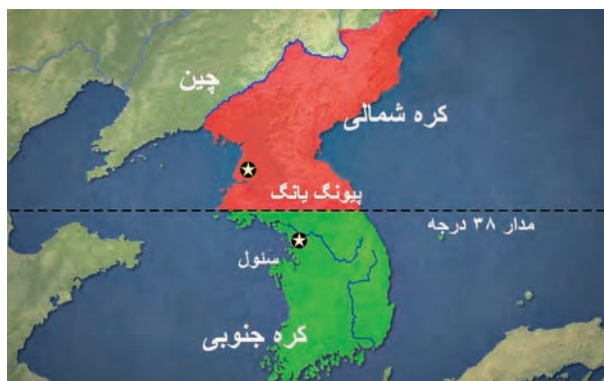 چین
کره شمالی
پیونگ یانگ
مدار ۳۸ درجه
سئول
کره جنوبی